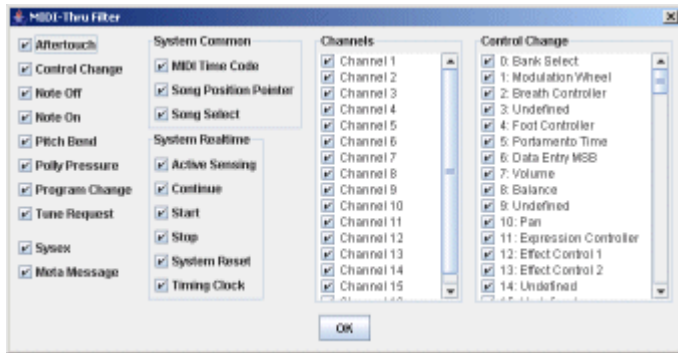 MIDI-Thru Filter
Aftertouch
Control Change
Note Off
Note On
Pitch Bend
Polly Pressure
Program Change
Tune Request
Sysex
Meta Message
System Common
MIDI Time Code
Song Position Pointer
Song Select
System Realtime
Active Sensing
Continue
Start
Stop
System Reset
Timing Clock
Channels
Channel 1
Channel 2
Channel 3
Channel 4
Channel 5
Channel 6
Channel 7
Channel 8
Channel 9
Channel 10
Channel 11
Channel 12
Channel 13
Channel 14
Channel 15
Control Change
0: Bank Select
1: Modulation Wheel
2: Breath Controller
3: Undefined
4: Foot Controller
5: Portamento Time
6: Data Entry MSB
7: Volume
8: Balance
9: Undefined
10: Pan
11: Expression Controller
12: Effect Control 1
13: Effect Control 2
14: Undefined
OK